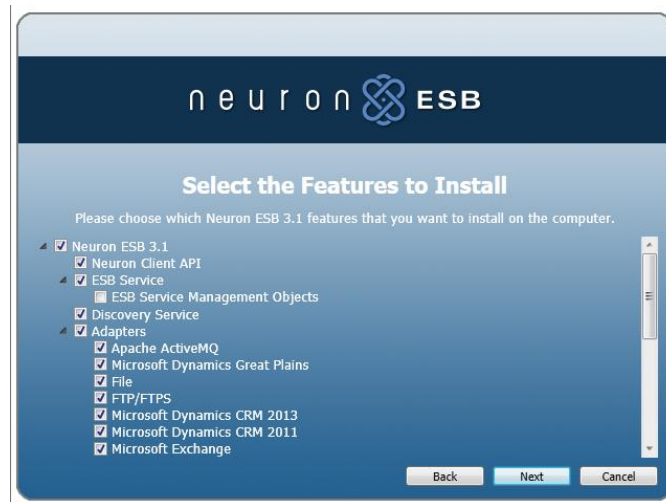 neuron ESB
Select the Features to Install
Please choose which Neuron ESB 3.1 features that you want to install on the computer.
Neuron ESB 3.1
Neuron Client API
ESB Service
ESB Service Management Objects
Discovery Service
Adapters
Apache ActiveMQ
Microsoft Dynamics Great Plains
File
FTP/FTPS
Microsoft Dynamics CRM 2013
Microsoft Dynamics CRM 2011
Microsoft Exchange
Back Next Cancel